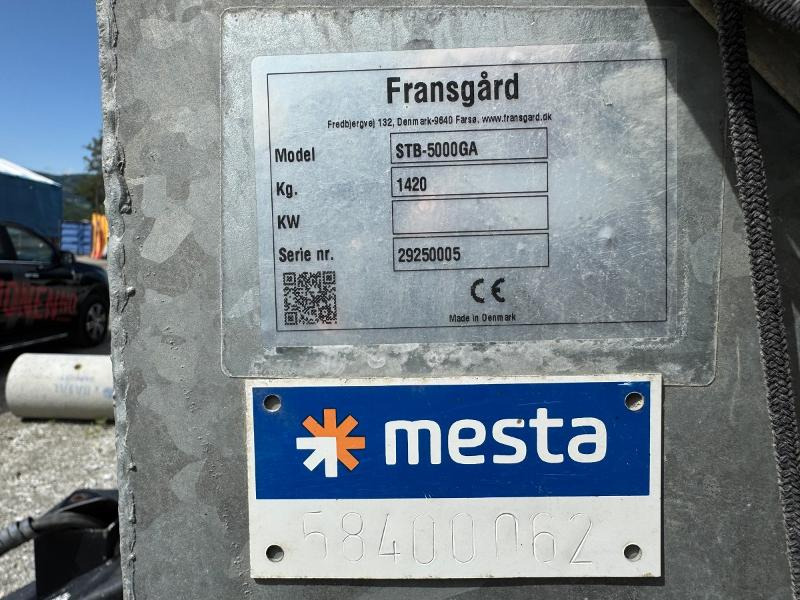 Fransgård
Fredbjergvej 132, Denmark-9640 Farsø, www.fransgard.dk
Model STB-5000GA
Kg. 1420
KW
Serie nr. 29250005
CE
Made in Denmark
mesta
58400062